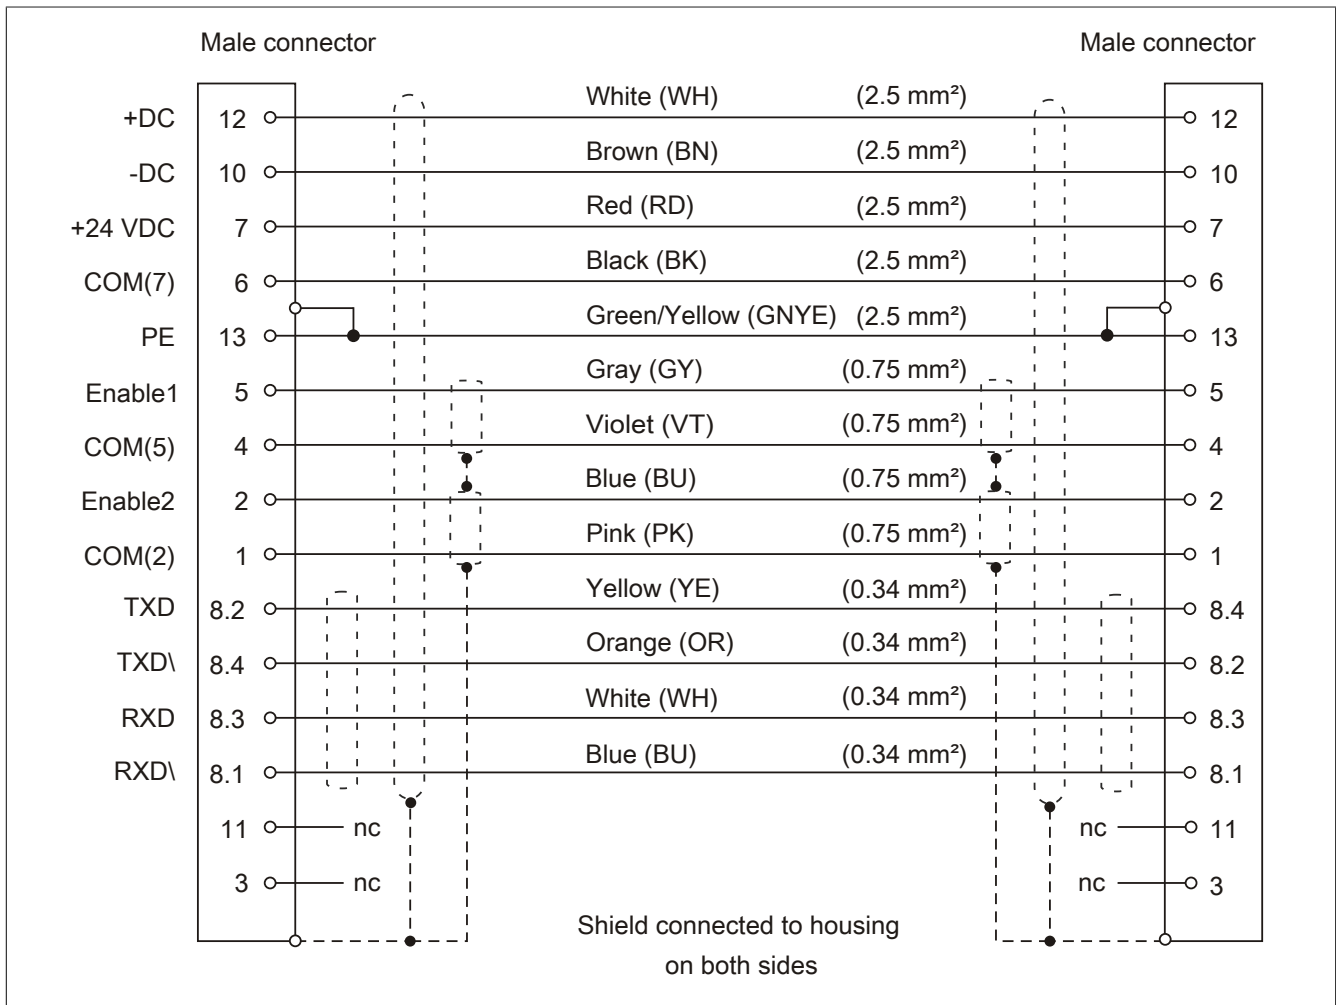 Male connector Male connector
+DC 12 White (WH) (2.5 mm²) 12
-DC 10 Brown (BN) (2.5 mm²) 10
+24 VDC 7 Red (RD) (2.5 mm²) 7
COM(7) 6 Black (BK) (2.5 mm²) 6
PE 13 Green/Yellow (GNYE) (2.5 mm²) 13
Enable1 5 Gray (GY) (0.75 mm²) 5
COM(5) 4 Violet (VT) (0.75 mm²) 4
Enable2 2 Blue (BU) (0.75 mm²) 2
COM(2) 1 Pink (PK) (0.75 mm²) 1
TXD 8.2 Yellow (YE) (0.34 mm²) 8.4
TXD\ 8.4 Orange (OR) (0.34 mm²) 8.2
RXD 8.3 White (WH) (0.34 mm²) 8.3
RXD\ 8.1 Blue (BU) (0.34 mm²) 8.1
11 nc nc 11
3 nc nc 3
Shield connected to housing
on both sides